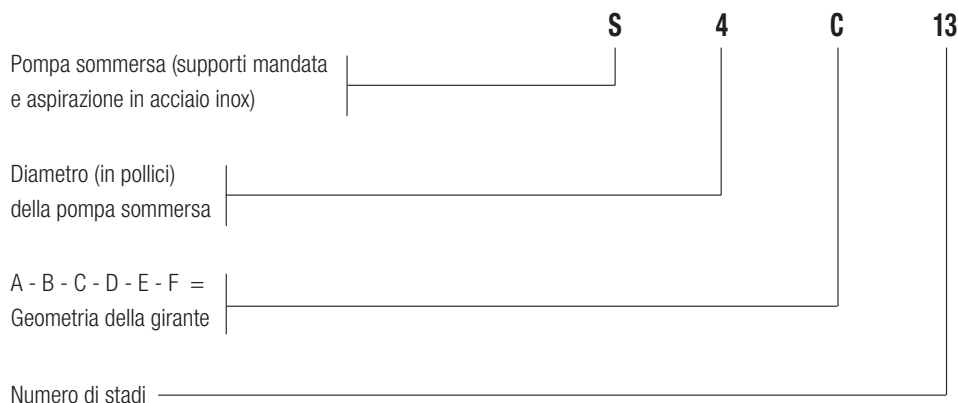 S 4 C 13
Pompa sommersa (supporti mandata
e aspirazione in acciaio inox)
Diametro (in pollici)
della pompa sommersa
A - B - C - D - E - F =
Geometria della girante
Numero di stadi